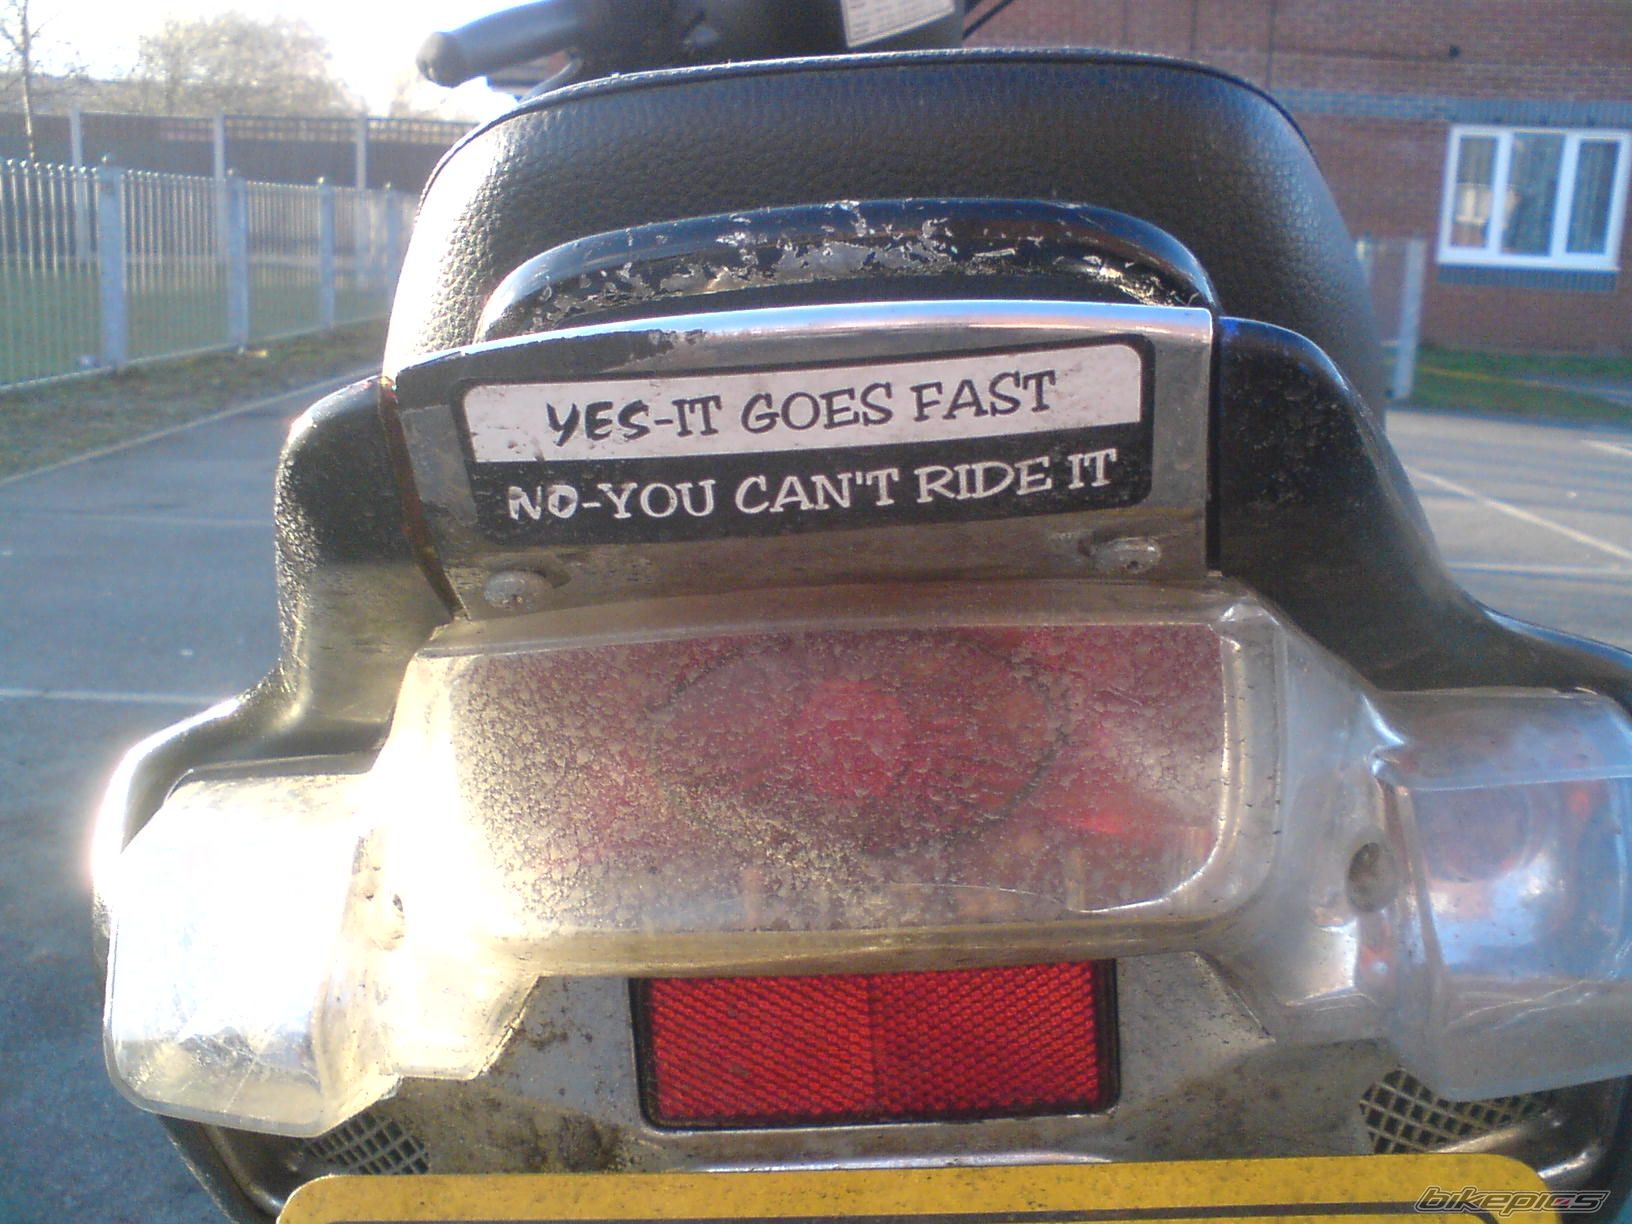 YES-IT GOES FAST
NO-YOU CAN'T RIDE IT
bikepics